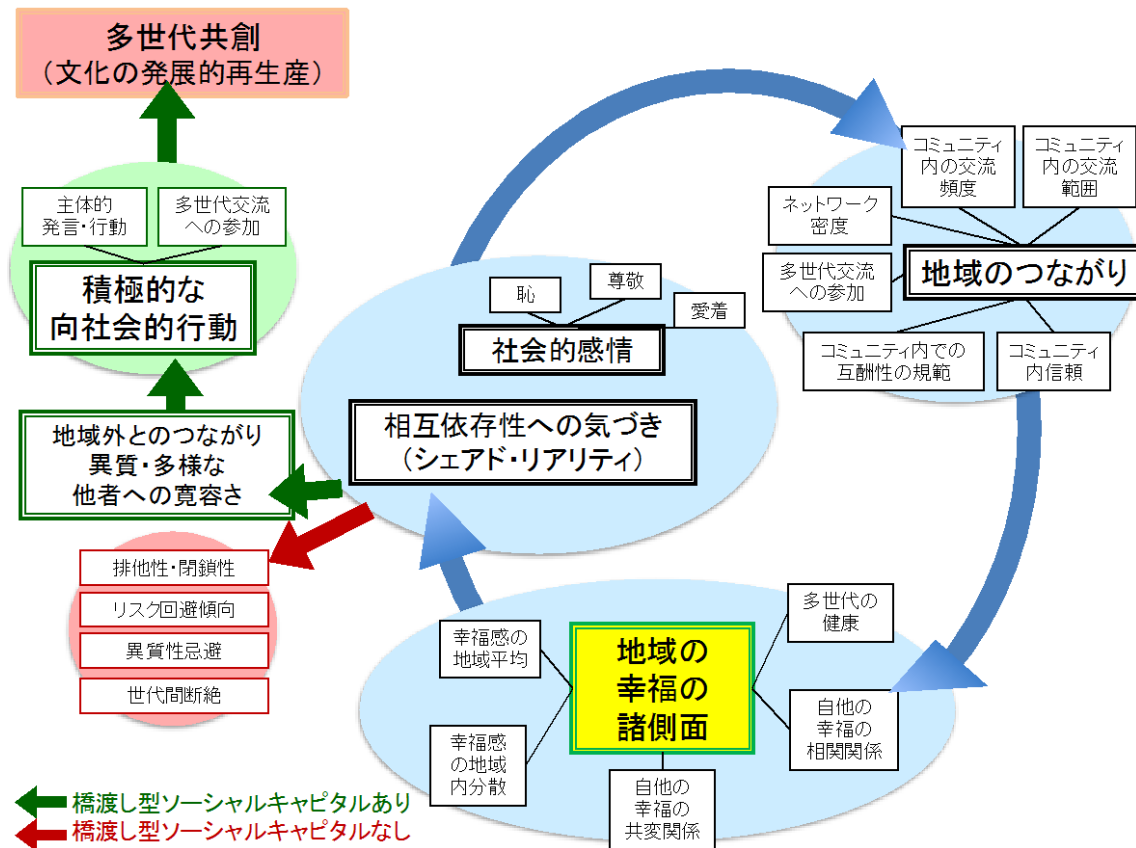 多世代共創
（文化の発展的再生産）
主体的
発言・行動
多世代交流
への参加
積極的な
向社会的行動
地域外とのつながり
異質・多様な
他者への寛容さ
排他性・閉鎖性
リスク回避傾向
異質性忌避
世代間断絶
恥
尊敬
愛着
社会的感情
相互依存性への気づき
（シェアド・リアリティ）
コミュニティ
内の交流
頻度
コミュニティ
内の交流
範囲
ネットワーク
密度
多世代交流
への参加
地域のつながり
コミュニティ内での
互酬性の規範
コミュニティ
内信頼
幸福感の
地域平均
幸福感
の地域
内分散
地域の
幸福の
諸側面
自他の
幸福の
共変関係
多世代の
健康
自他の
幸福の
相関関係
橋渡し型ソーシャルキャピタルあり
橋渡し型ソーシャルキャピタルなし